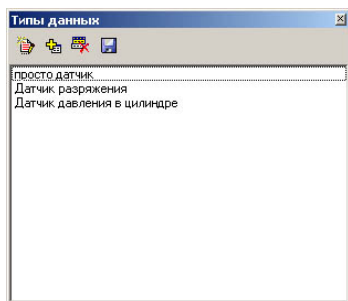 Типы данных
просто датчик
Датчик разряжения
Датчик давления в цилиндре